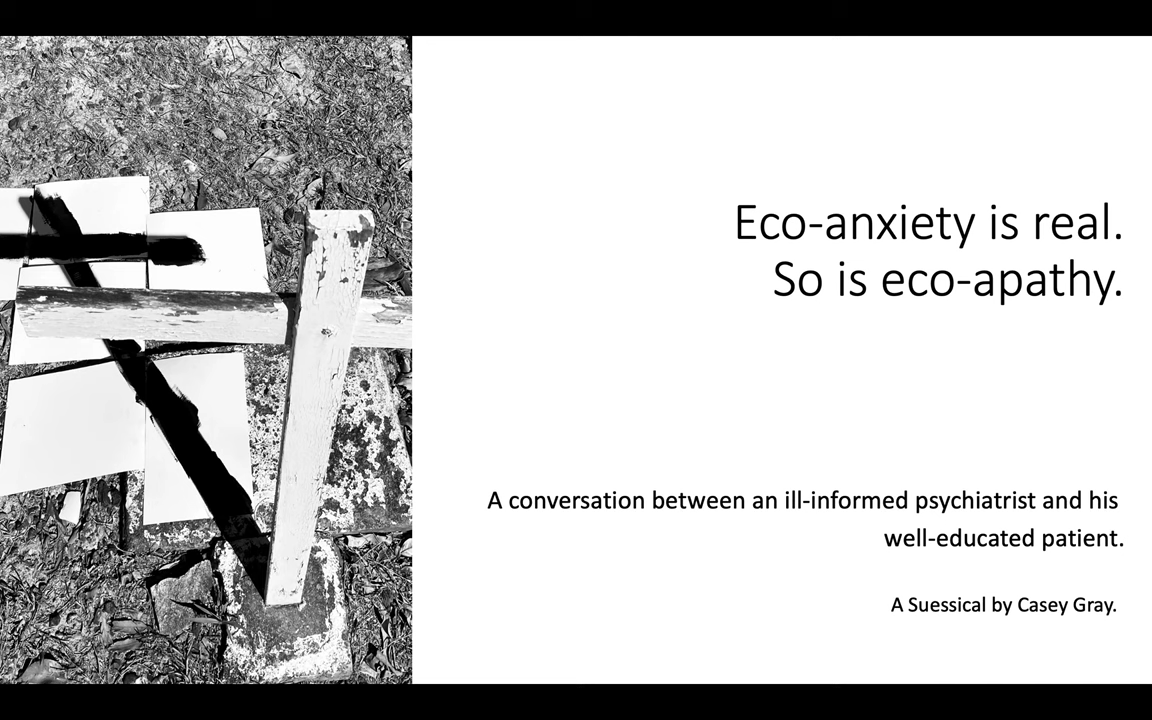 Eco-anxiety is real.
So is eco-apathy.
A conversation between an ill-informed psychiatrist and his
well-educated patient.
A Suessical by Casey Gray.